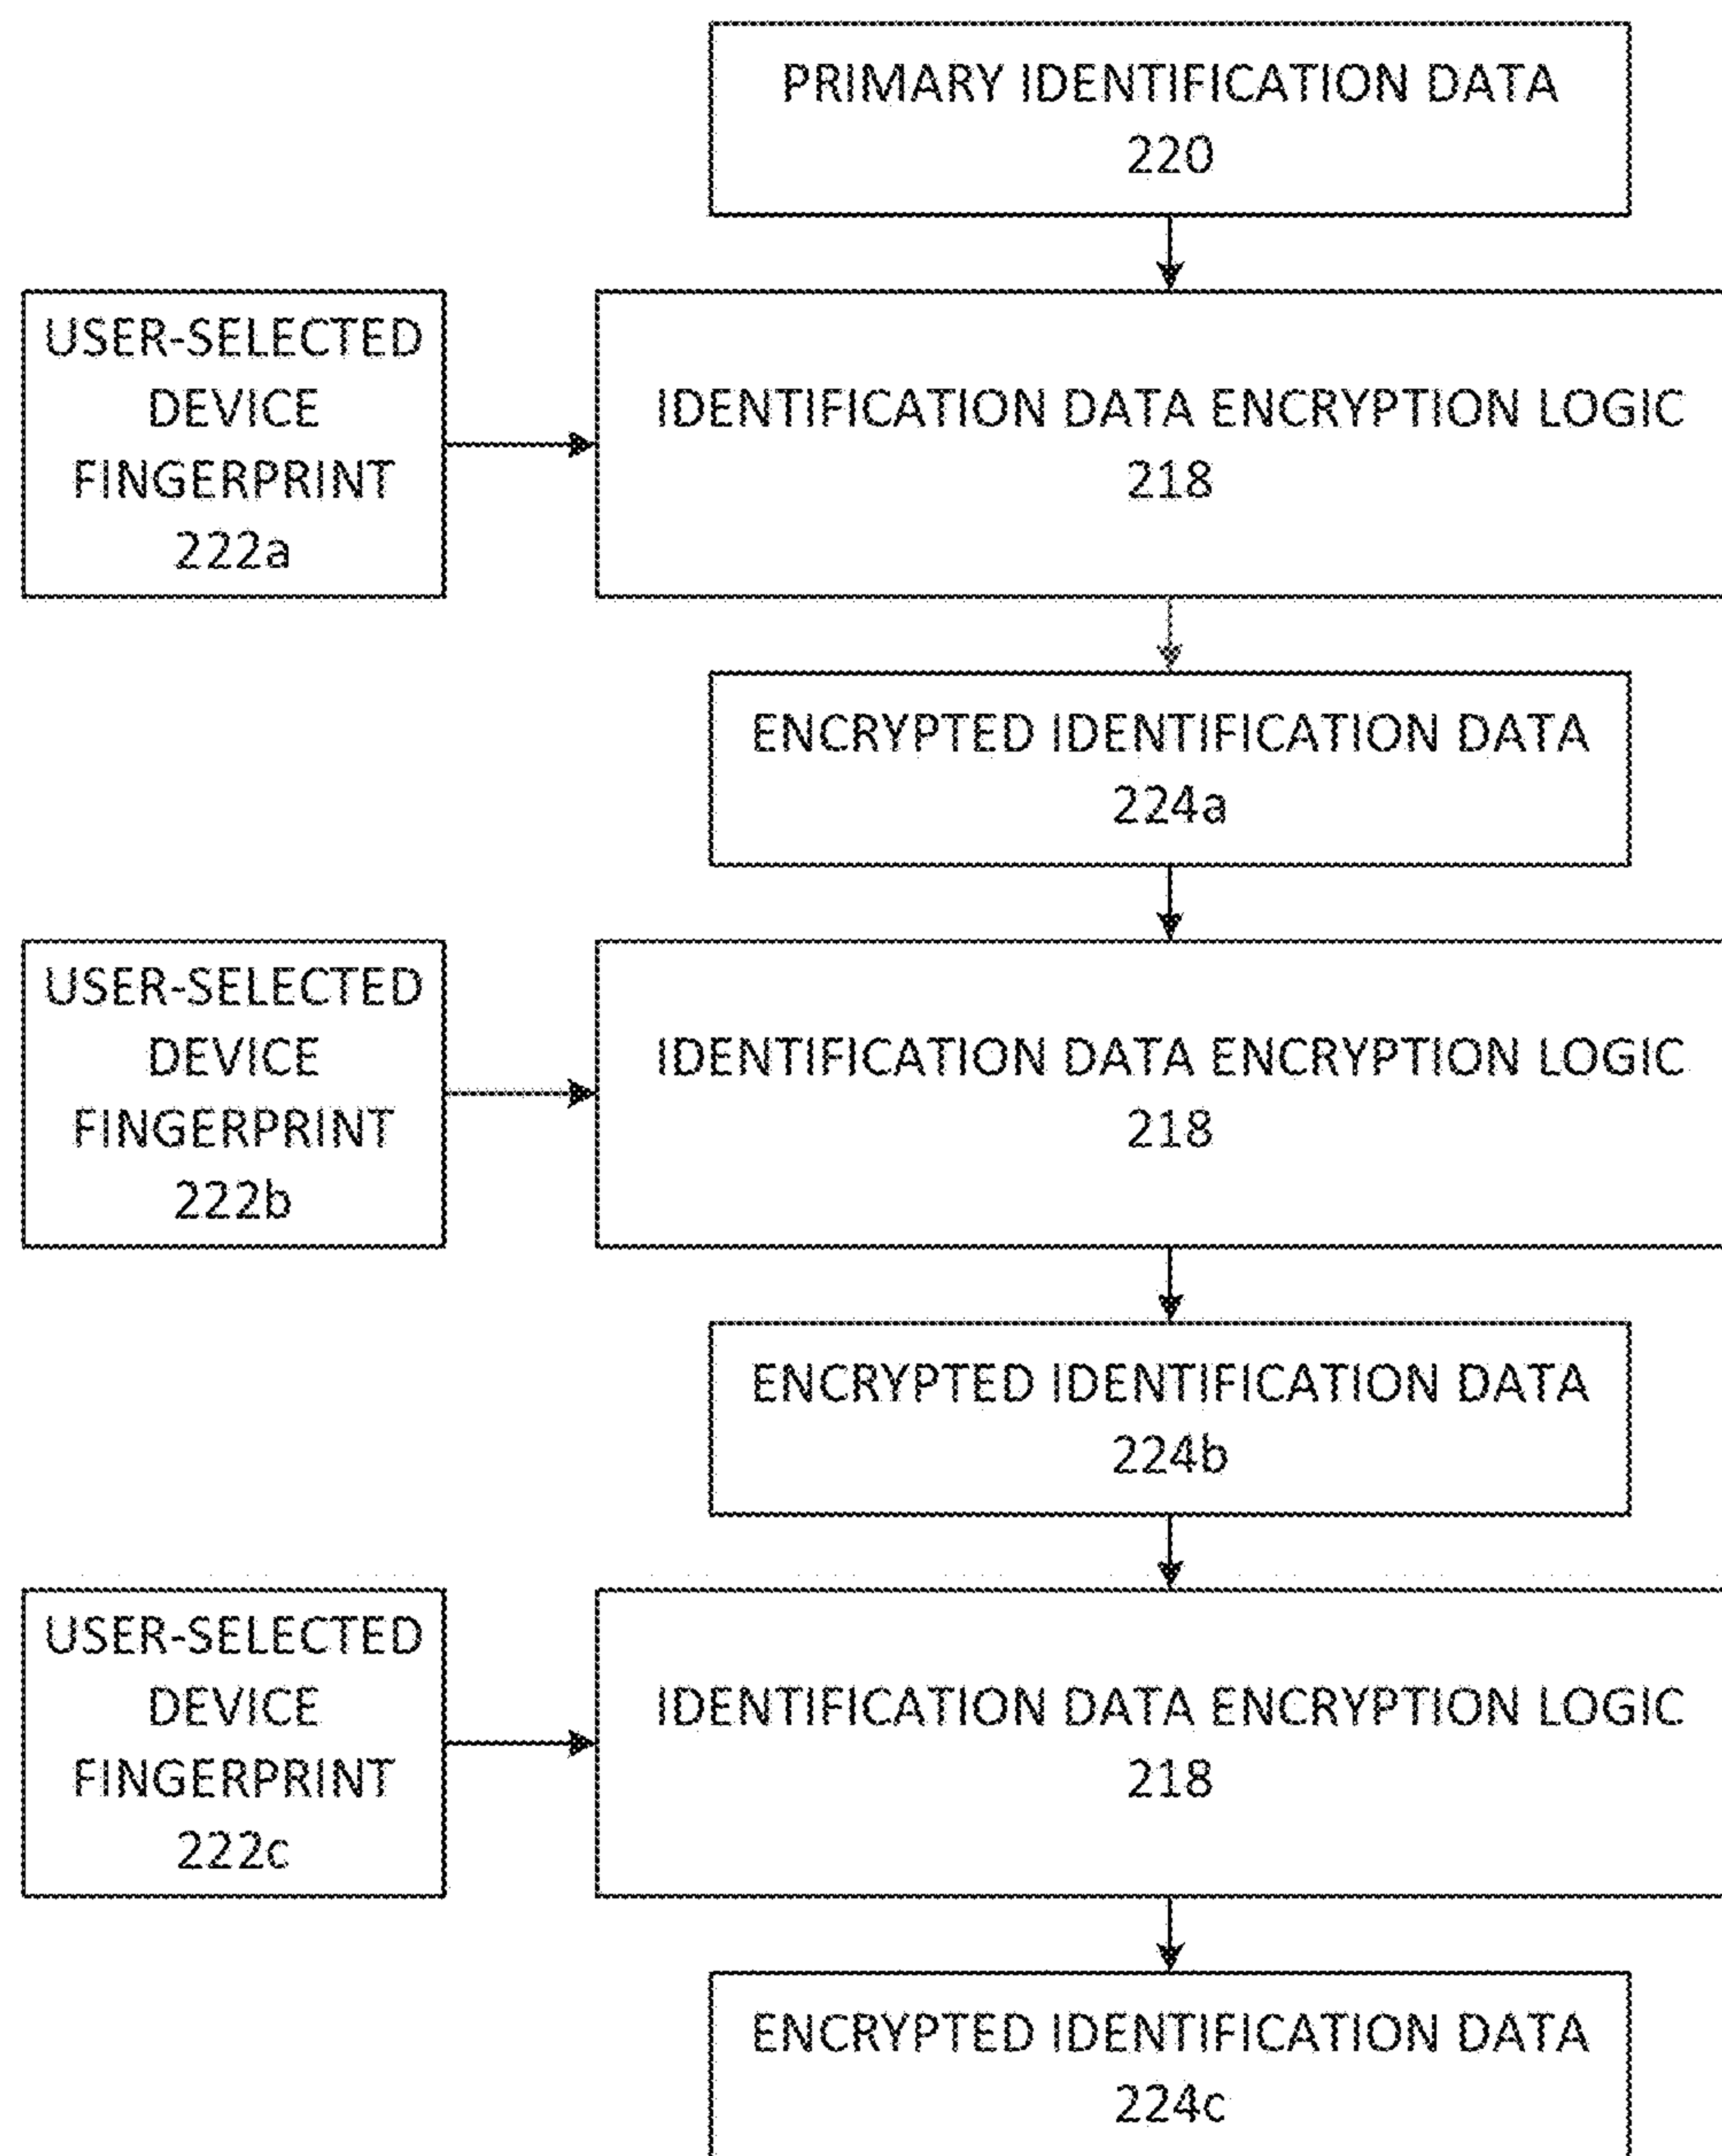 PRIMARY IDENTIFICATION DATA
220
USER-SELECTED
DEVICE
FINGERPRINT
222a
IDENTIFICATION DATA ENCRYPTION LOGIC
218
ENCRYPTED IDENTIFICATION DATA
224a
USER-SELECTED
DEVICE
FINGERPRINT
222b
IDENTIFICATION DATA ENCRYPTION LOGIC
218
ENCRYPTED IDENTIFICATION DATA
224b
USER-SELECTED
DEVICE
FINGERPRINT
222c
IDENTIFICATION DATA ENCRYPTION LOGIC
218
ENCRYPTED IDENTIFICATION DATA
224c